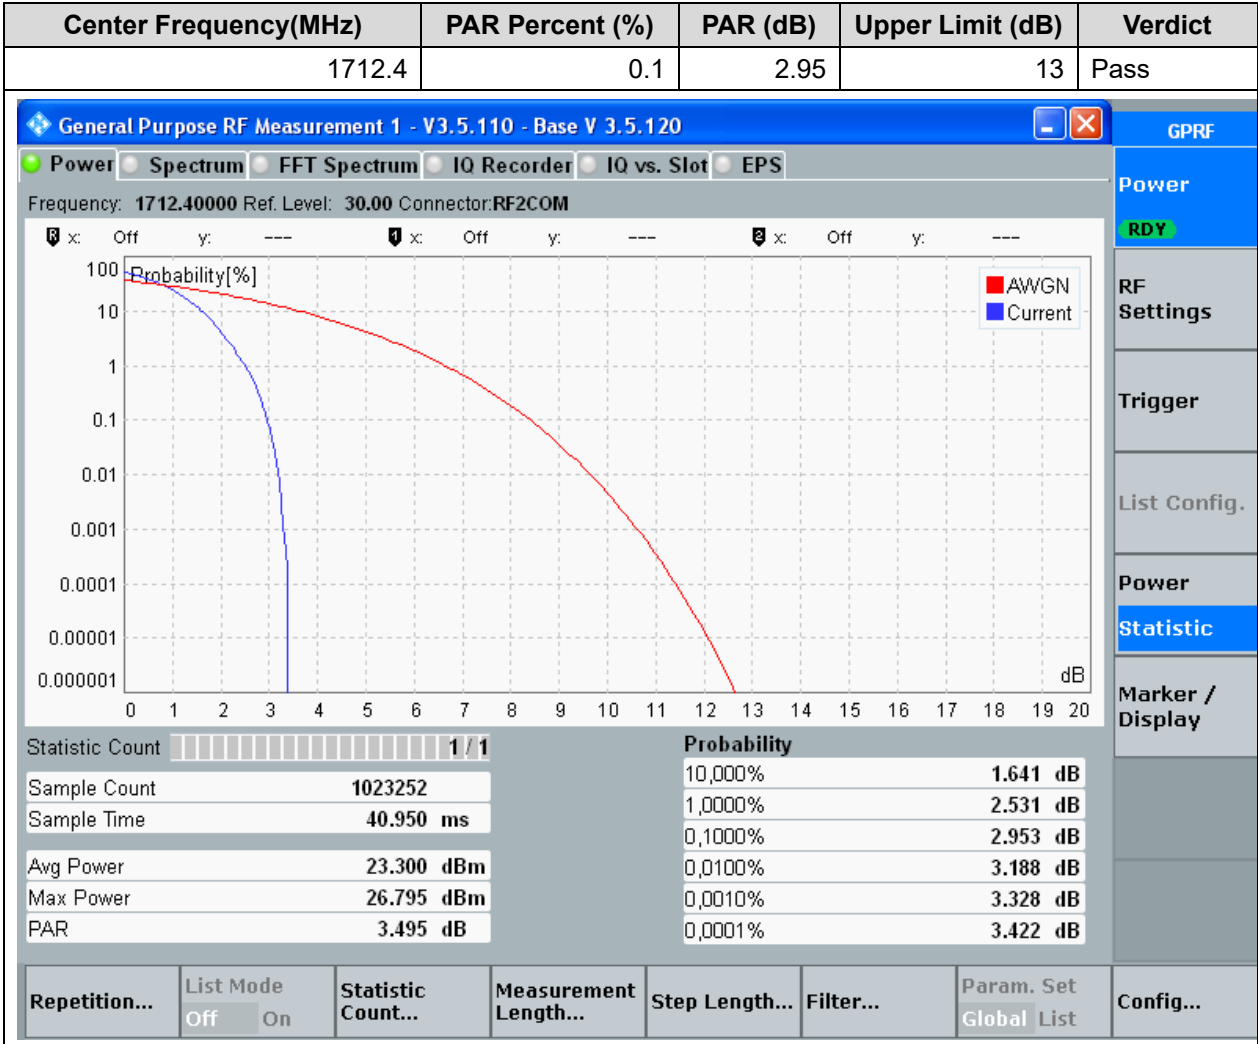 Center Frequency(MHz) PAR Percent (%) PAR (dB) Upper Limit (dB) Verdict
1712.4 0.1 2.95 13 Pass
General Purpose RF Measurement 1 - V3.5.110 - Base V 3.5.120
GPRF
Power Spectrum FFT Spectrum IQ Recorder IQ vs. Slot EPS
Power
RDY
Frequency: 1712.40000 Ref. Level: 30.00 Connector:RF2COM
R x: Off y: --- 1 x: Off y: --- 2 x: Off y: ---
100 Probability[%]
AWGN
Current
RF
Settings
10
1
Trigger
0.1
0.01
List Config.
0.001
0.0001
Power
Statistic
0.00001
0.000001
dB
Marker /
Display
0 1 2 3 4 5 6 7 8 9 10 11 12 13 14 15 16 17 18 19 20
Statistic Count 1 / 1
Sample Count 1023252
Sample Time 40.950 ms
Avg Power 23.300 dBm
Max Power 26.795 dBm
PAR 3.495 dB
Probability
10,000% 1.641 dB
1,0000% 2.531 dB
0,1000% 2.953 dB
0,0100% 3.188 dB
0,0010% 3.328 dB
0,0001% 3.422 dB
Repetition...
List Mode
Off On
Statistic
Count...
Measurement
Length...
Step Length...
Filter...
Param. Set
Global List
Config...